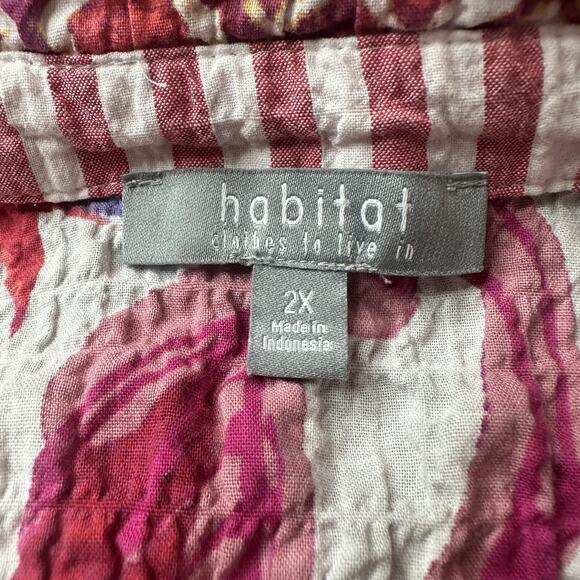 habitat
clothes to live in
2X
Made in
Indonesia